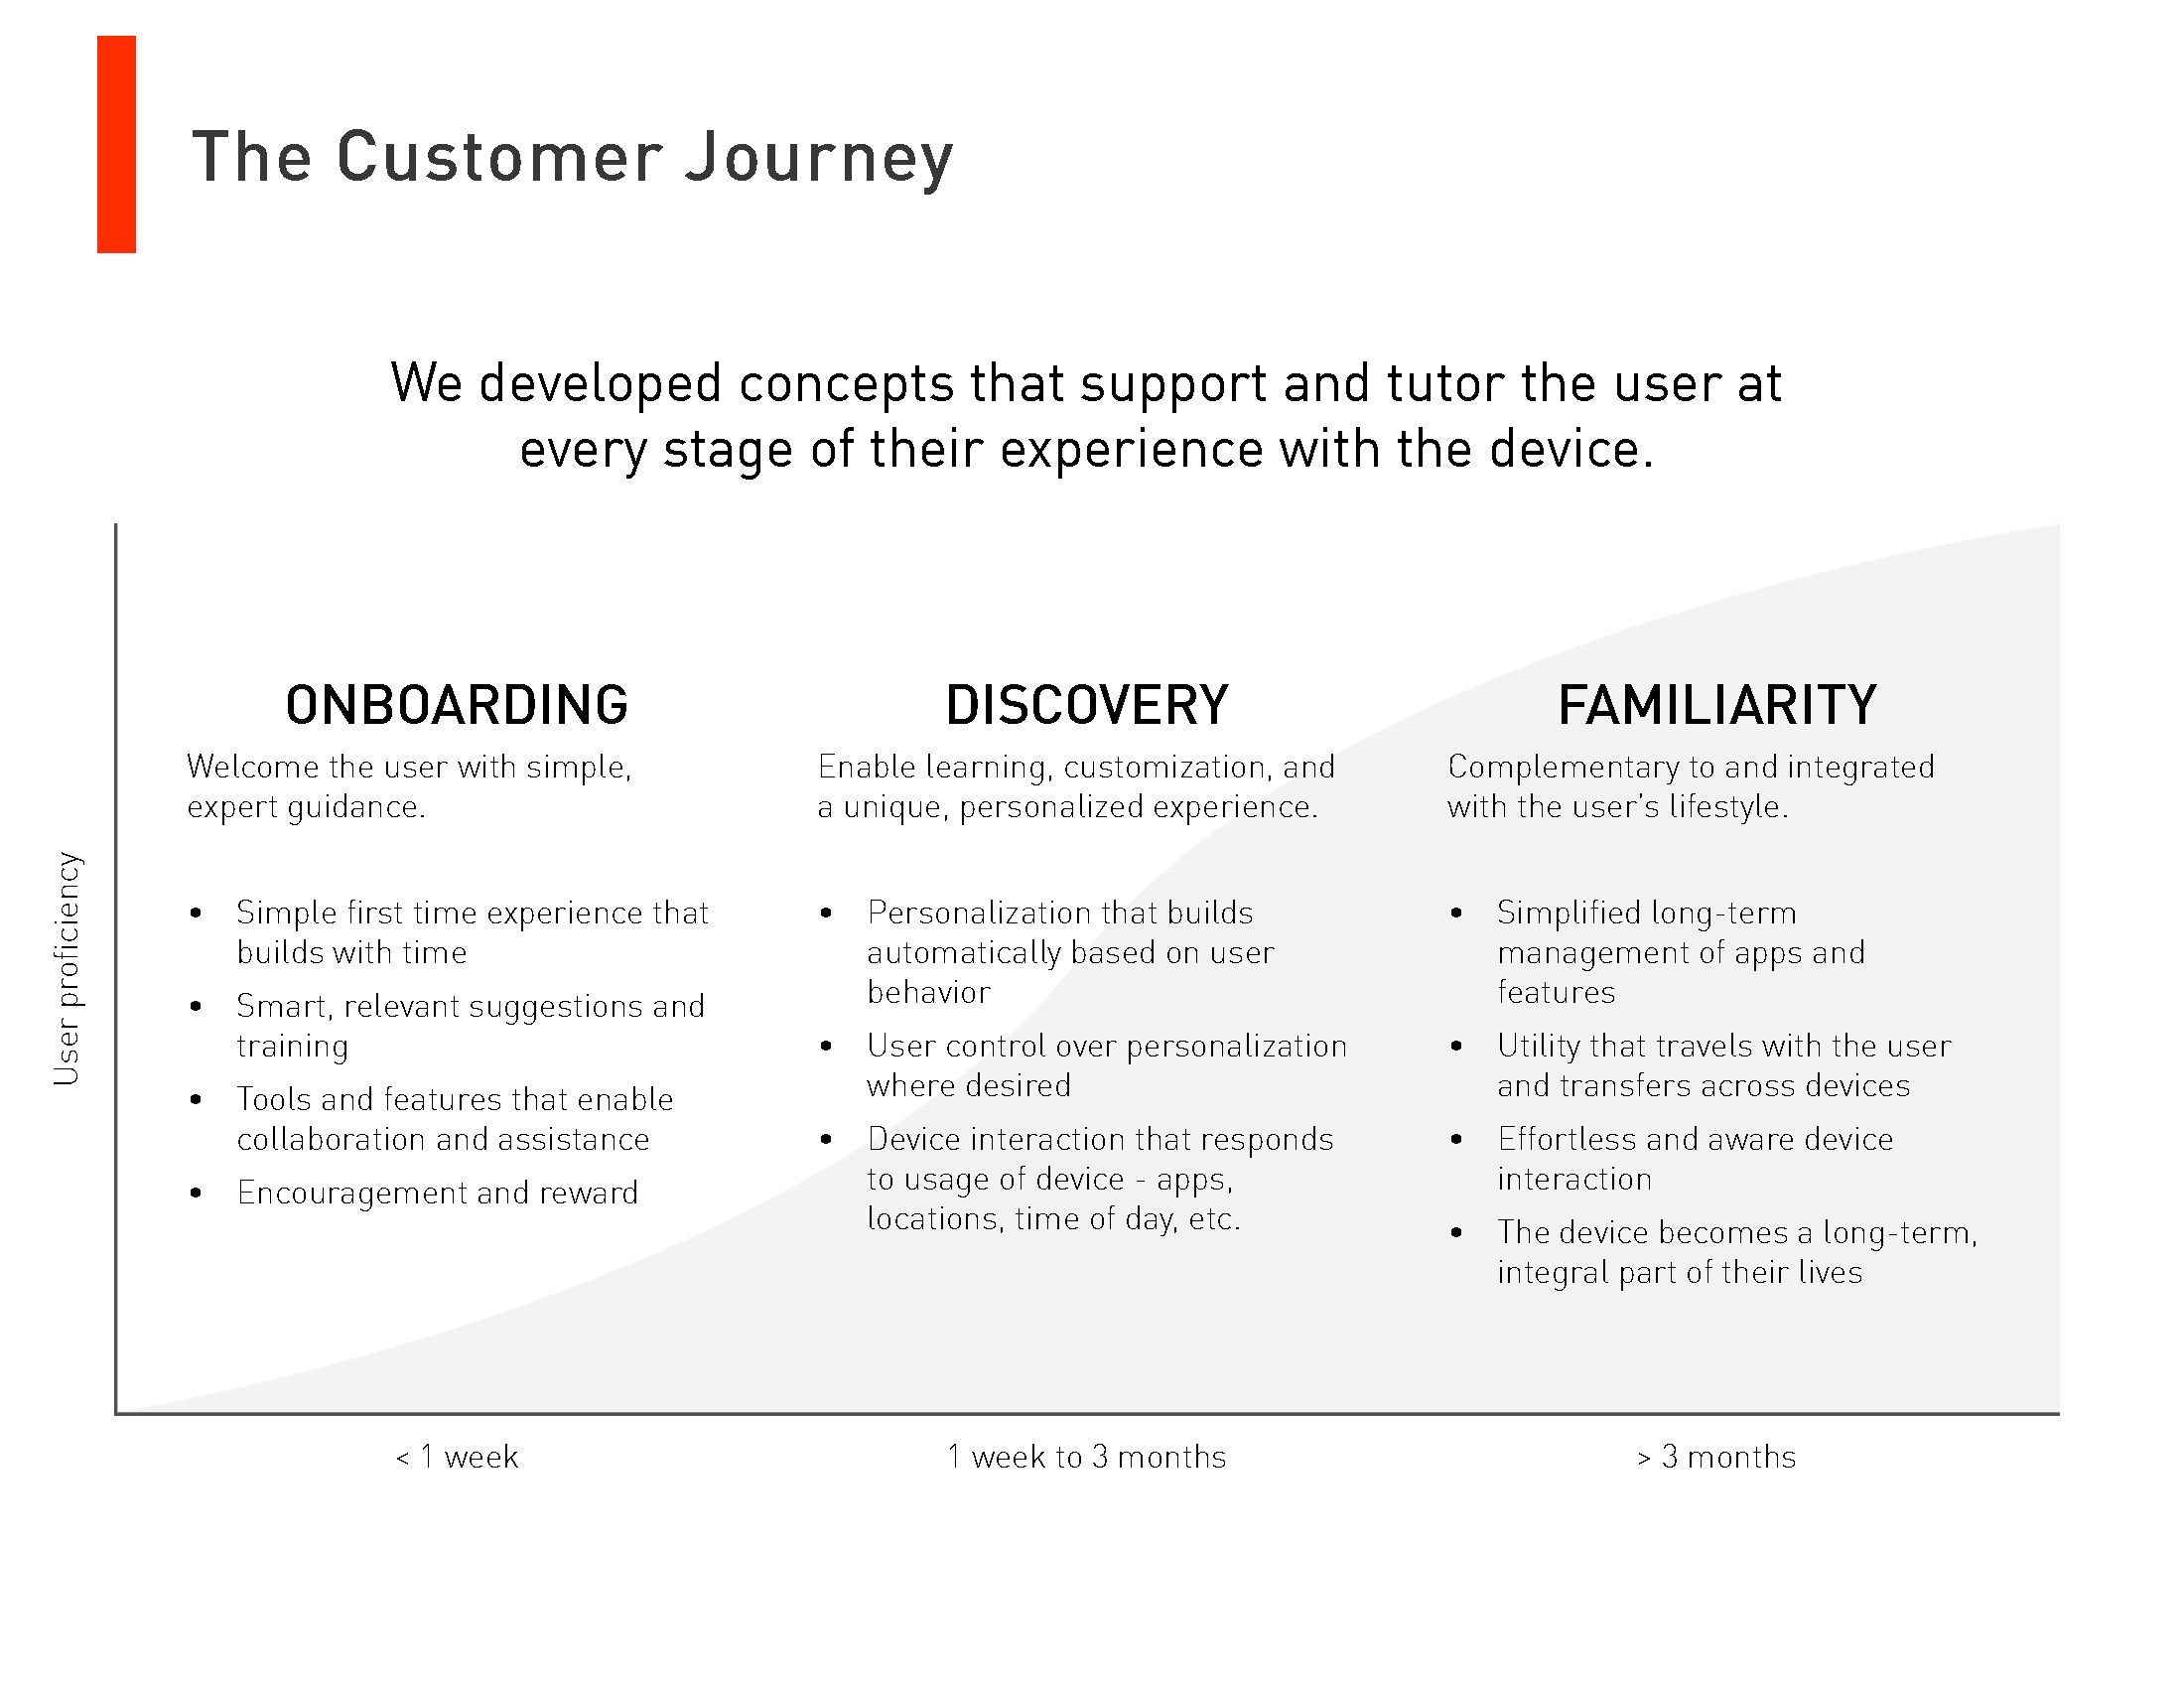 The Customer Journey
We developed concepts that support and tutor the user at
every stage of their experience with the device.
User proficiency
ONBOARDING
Welcome the user with simple,
expert guidance.
• Simple first time experience that
builds with time
• Smart, relevant suggestions and
training
• Tools and features that enable
collaboration and assistance
• Encouragement and reward
< 1 week
DISCOVERY
Enable learning, customization, and
a unique, personalized experience.
• Personalization that builds
automatically based on user
behavior
• User control over personalization
where desired
• Device interaction that responds
to usage of device - apps,
locations, time of day, etc.
1 week to 3 months
FAMILIARITY
Complementary to and integrated
with the user’s lifestyle.
• Simplified long-term
management of apps and
features
• Utility that travels with the user
and transfers across devices
• Effortless and aware device
interaction
• The device becomes a long-term,
integral part of their lives
> 3 months